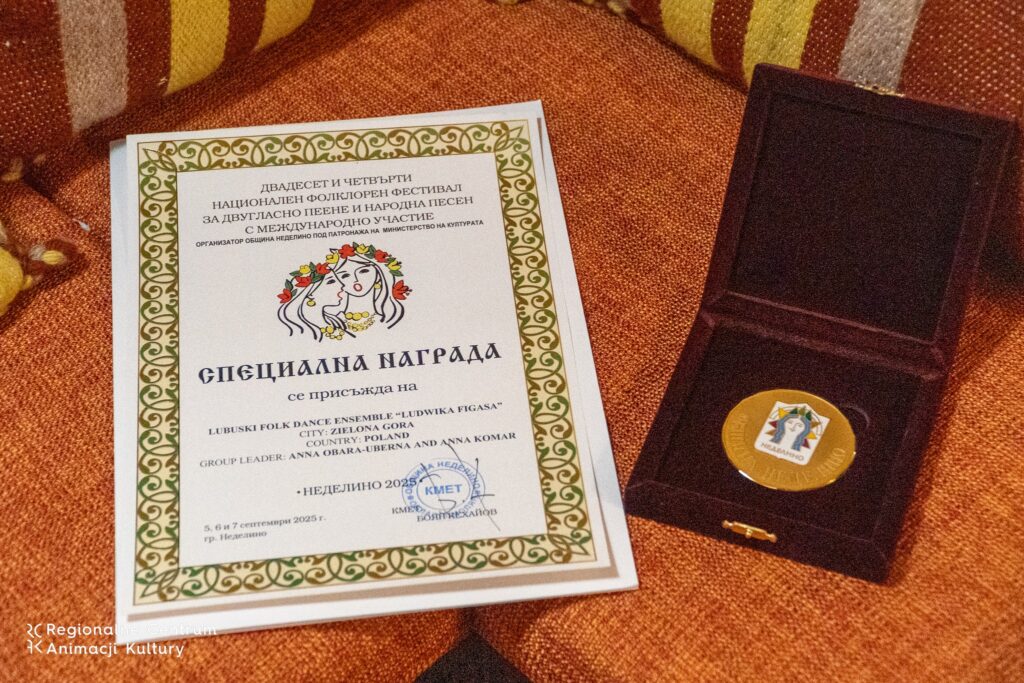 ДВАДЕСЕТ И ЧЕТВЪРТИ
НАЦИОНАЛЕН ФОЛКЛОРЕН ФЕСТИВАЛ
ЗА ДВУГЛАСНО ПЕЕНЕ И НАРОДНА ПЕСЕН
С МЕЖДУНАРОДНО УЧАСТИЕ
ОРГАНИЗАТОР ОБЩИНА НЕДЕЛИНО ПОД ПАТРОНАЖА НА МИНИСТЕРСТВО НА КУЛТУРАТА
СПЕЦИАЛНА НАГРАДА
се присъжда на
LUBUSKI FOLK DANCE ENSEMBLE “LUDWIKA FIGASA”
CITY: ZIELONA GORA
COUNTRY: POLAND
GROUP LEADER: ANNA OBARA-UBERNA AND ANNA KOMAR
•НЕДЕЛИНО 2025•
КМЕТ
КМЕТ
5, 6 и 7 септември 2025 г.
гр. Неделино
НЕДЕЛИНО
Regionalne Centrum
Animacji Kultury